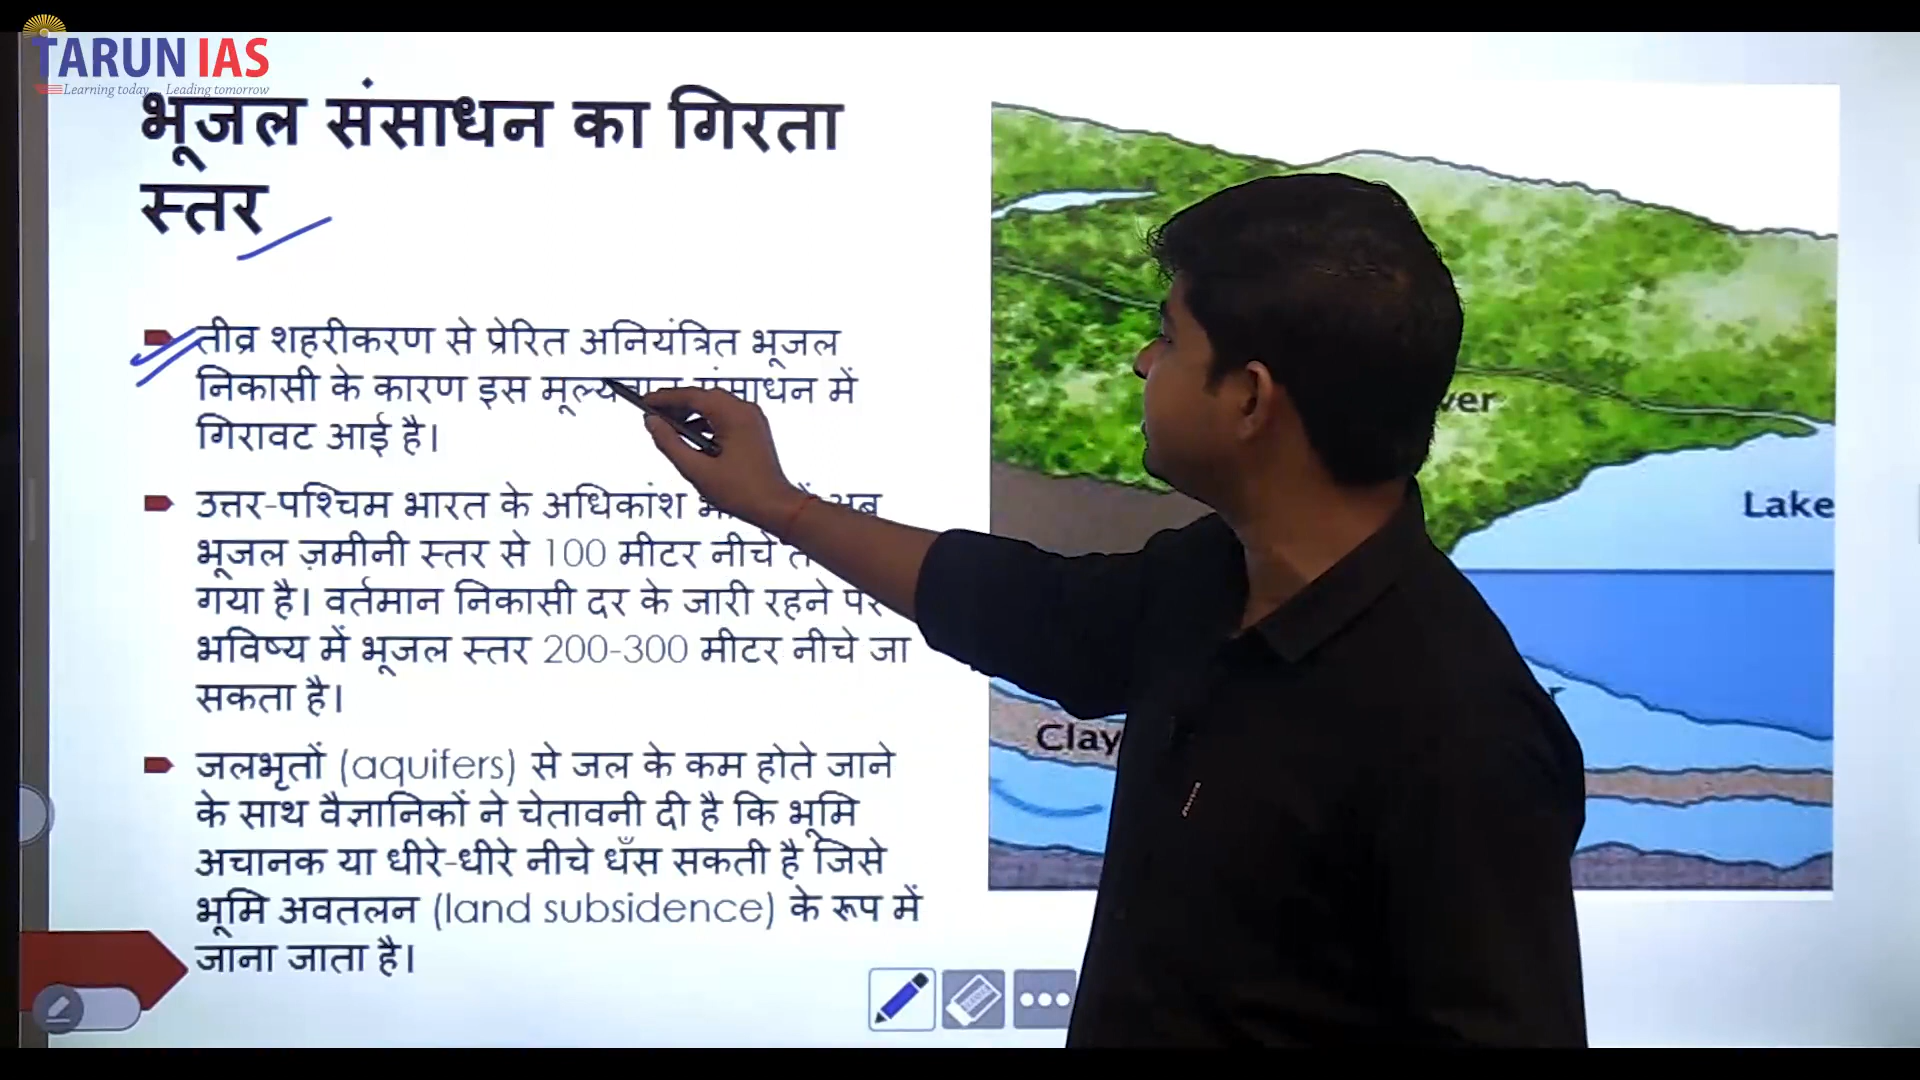 TARUN IAS
Learning today... Leading tomorrow
भूजल संसाधन का गिरता
स्तर
तीव्र शहरीकरण से प्रेरित अनियंत्रित भूजल
निकासी के कारण इस संसाधन में
गिरावट आई है।
उत्तर-पश्चिम भारत के अधिकांश अब
भूजल ज़मीनी स्तर से 100 मीटर नीचे
गया है। वर्तमान निकासी दर के जारी रहने पर
भविष्य में भूजल स्तर 200-300 मीटर नीचे जा
सकता है।
जलभृतों (aquifers) से जल के कम होते जाने
के साथ वैज्ञानिकों ने चेतावनी दी है कि भूमि
अचानक या धीरे-धीरे नीचे धँस सकती है जिसे
भूमि अवतलन (land subsidence) के रूप में
जाना जाता है।
Lake
Clay